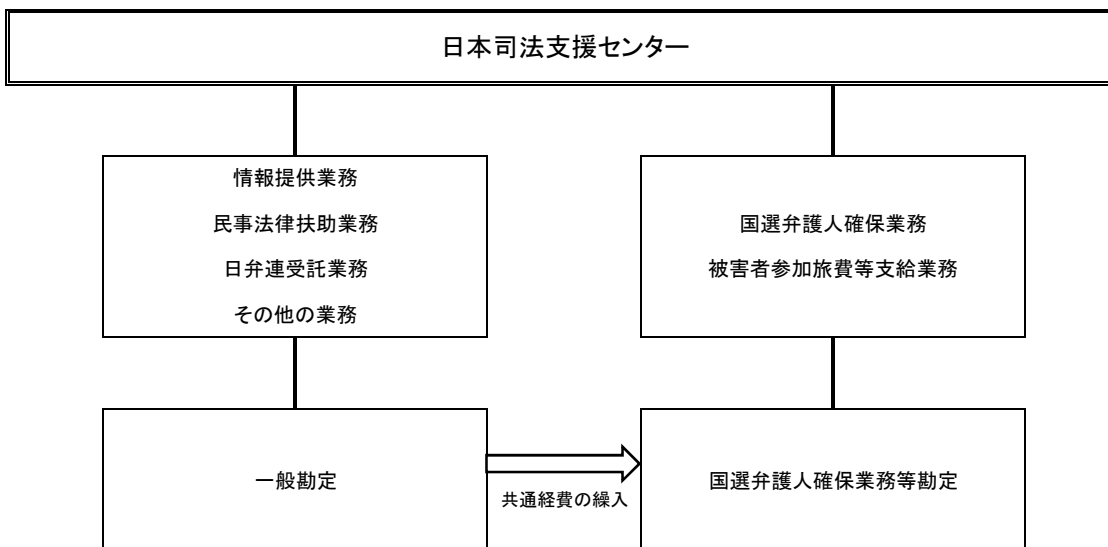 日本司法支援センター
情報提供業務
民事法律扶助業務
日弁連受託業務
その他の業務
国選弁護人確保業務
被害者参加旅費等支給業務
一般勘定
共通経費の繰入
国選弁護人確保業務等勘定